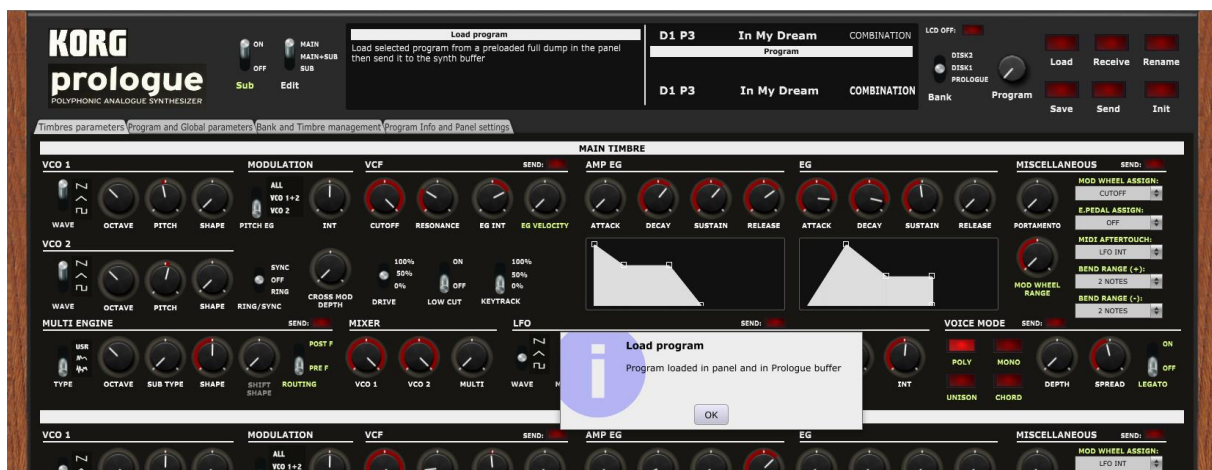 KORG
prologue
POLYPHONIC ANALOGUE SYNTHESIZER
ON
OFF
Sub
MAIN
MAIN+SUB
SUB
Edit
Load program
Load selected program from a preloaded full dump in the panel
then send it to the synth buffer
D1 P3 In My Dream COMBINATION
Program
D1 P3 In My Dream COMBINATION
LCD OFF:
DISK2
DISK1
PROLOGUE
Bank
Program
Load Receive Rename
Save Send Init
Timbres parameters Program and Global parameters Bank and Timbre management Program Info and Panel settings
MAIN TIMBRE
VCO 1 MODULATION VCF SEND: AMP EG EG MISCELLANEOUS SEND:
ALL
VCO 1+2
VCO 2
WAVE OCTAVE PITCH SHAPE PITCH EG INT CUTOFF RESONANCE EG INT EG VELOCITY ATTACK DECAY SUSTAIN RELEASE ATTACK DECAY SUSTAIN RELEASE PORTAMENTO
MOD WHEEL ASSIGN:
CUTOFF
E.PEDAL ASSIGN:
OFF
MIDI AFTERTOUCH:
LFO INT
BEND RANGE (+):
2 NOTES
BEND RANGE (-):
2 NOTES
MOD WHEEL
RANGE
VCO 2
SYNC
OFF
RING
100%
50%
0%
ON
OFF
100%
50%
0%
WAVE OCTAVE PITCH SHAPE RING/SYNC CROSS MOD
DEPTH DRIVE LOW CUT KEYTRACK
MULTI ENGINE SEND: MIXER LFO SEND: VOICE MODE SEND:
USR
POST F
PRE F
TYPE OCTAVE SUB TYPE SHAPE SHIFT
SHAPE ROUTING VCO 1 VCO 2 MULTI WAVE INT
POLY MONO
UNISON CHORD
DEPTH SPREAD LEGATO
ON
OFF
Load program
Program loaded in panel and in Prologue buffer
OK
VCO 1 MODULATION VCF SEND: AMP EG EG MISCELLANEOUS SEND:
ALL
VCO 1+2
MOD WHEEL ASSIGN:
LFO INT